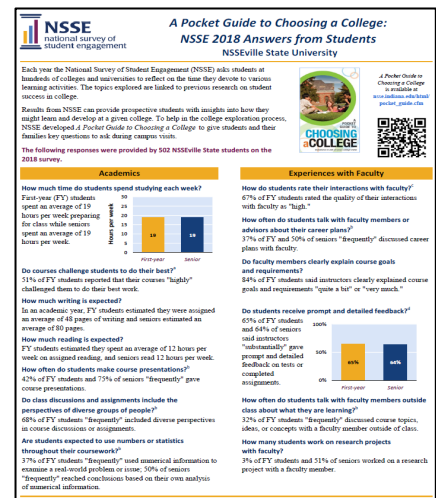 NSSE
national survey of
student engagement
A Pocket Guide to Choosing a College:
NSSE 2018 Answers from Students
NSSEville State University
Each year the National Survey of Student Engagement (NSSE) asks students at
hundreds of colleges and universities to reflect on the time they devote to various
learning activities. The topics explored are linked to previous research on student
success in college.
Results from NSSE can provide prospective students with insights into how they
might learn and develop at a given college. To help in the college exploration process,
NSSE developed A Pocket Guide to Choosing a College to give students and their
families key questions to ask during campus visits.
The following responses were provided by 502 NSSEville State students on the
2018 survey.
POCKET
CHOOSING
a COLLEGE
A Pocket Guide to
Choosing a College
is available at
nsse.indiana.edu/html/
pocket_guide.cfm
Academics
How much time do students spend studying each week?
First-year (FY) students
spent an average of 19
hours per week preparing
for class while seniors
spent an average of 19
hours per week.
Hours per week
30
25
20
15
10
5
0
19
19
First-year
Senior
Do courses challenge students to do their best?a
51% of FY students reported that their courses "highly"
challenged them to do their best work.
How much writing is expected?
In an academic year, FY students estimated they were assigned
an average of 48 pages of writing and seniors estimated an
average of 80 pages.
How much reading is expected?
FY students estimated they spent an average of 12 hours per
week on assigned reading, and seniors read 12 hours per week.
How often do students make course presentations?b
42% of FY students and 75% of seniors "frequently" gave
course presentations.
Do class discussions and assignments include the
perspectives of diverse groups of people?b
68% of FY students "frequently" included diverse perspectives
in course discussions or assignments.
Are students expected to use numbers or statistics
throughout their coursework?b
37% of FY students "frequently" used numerical information to
examine a real-world problem or issue; 50% of seniors
"frequently" reached conclusions based on their own analysis
of numerical information.
Experiences with Faculty
How do students rate their interactions with faculty?c
67% of FY students rated the quality of their interactions
with faculty as "high."
How often do students talk with faculty members or
advisors about their career plans?b
37% of FY and 50% of seniors "frequently" discussed career
plans with faculty.
Do faculty members clearly explain course goals
and requirements?
84% of FY students said instructors clearly explained course
goals and requirements "quite a bit" or "very much."
Do students receive prompt and detailed feedback?d
65% of FY students
and 64% of seniors
said instructors
"substantially" gave
prompt and detailed
feedback on tests or
completed
assignments.
100%
50%
0%
65%
64%
First-year
Senior
How often do students talk with faculty members outside
class about what they are learning?b
32% of FY students "frequently" discussed course topics,
ideas, or concepts with a faculty member outside of class.
How many students work on research projects
with faculty?
3% of FY students and 51% of seniors worked on a research
project with a faculty member.